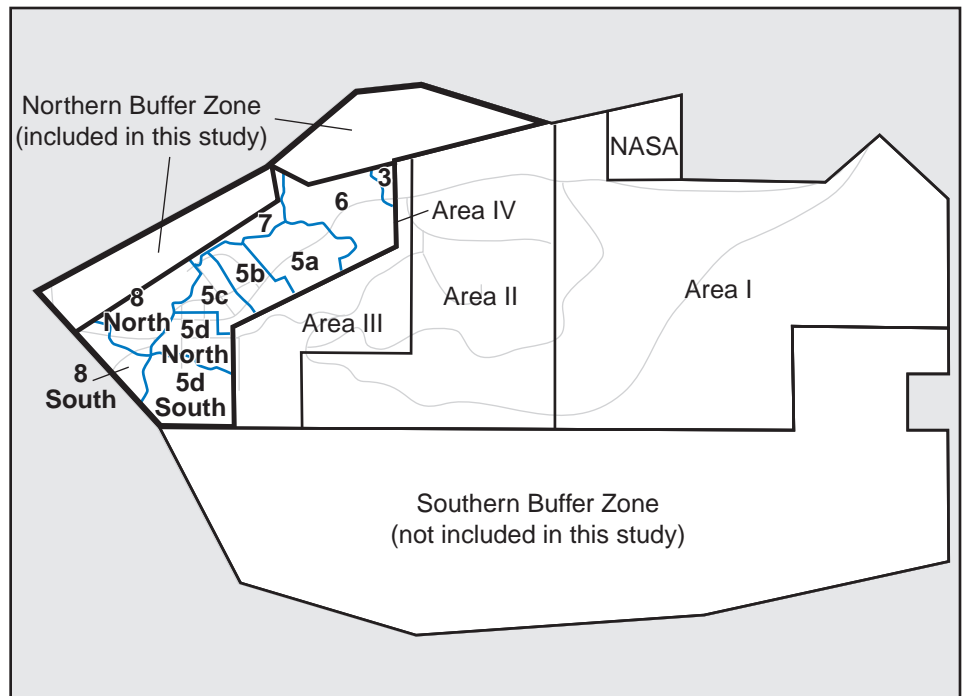 Northern Buffer Zone
(included in this study)
NASA
3
6
Area IV
7
5a
5b
Area II
Area I
8
North
5c
Area III
5d
North
8
South
5d
South
Southern Buffer Zone
(not included in this study)